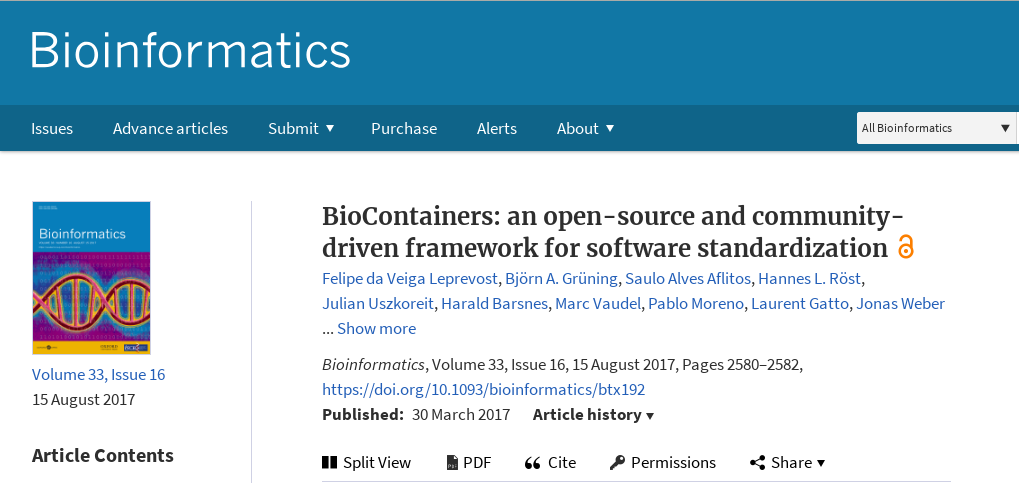 Bioinformatics
Issues Advance articles Submit Purchase Alerts About All Bioinformatics
Bioinformatics
Volume 33, Issue 16
15 August 2017
Article Contents
BioContainers: an open-source and community-
driven framework for software standardization
Felipe da Veiga Leprevost, Björn A. Grüning, Saulo Alves Aflitos, Hannes L. Röst,
Julian Uszkoreit, Harald Barsnes, Marc Vaudel, Pablo Moreno, Laurent Gatto, Jonas Weber
... Show more
Bioinformatics, Volume 33, Issue 16, 15 August 2017, Pages 2580–2582,
https://doi.org/10.1093/bioinformatics/btx192
Published: 30 March 2017 Article history
Split View PDF Cite Permissions Share